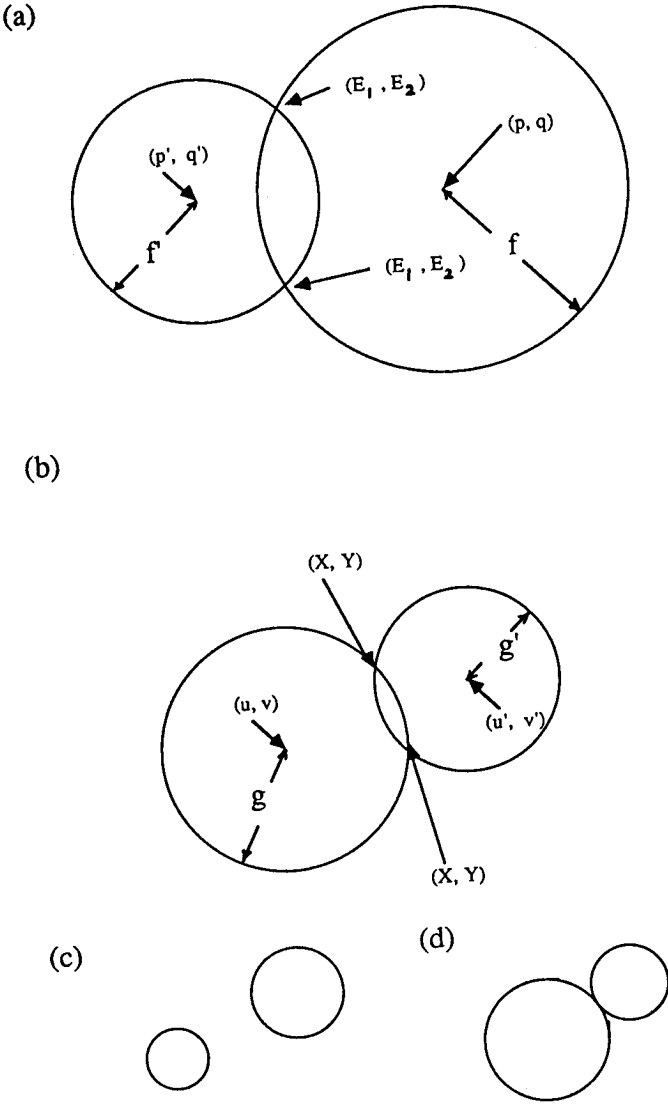 (a)
(E₁, E₂)
(p, q)
(p', q')
f'
f
(E₁, E₂)
(b)
(X, Y)
g'
(u, v)
(u', v')
g
(X, Y)
(d)
(c)